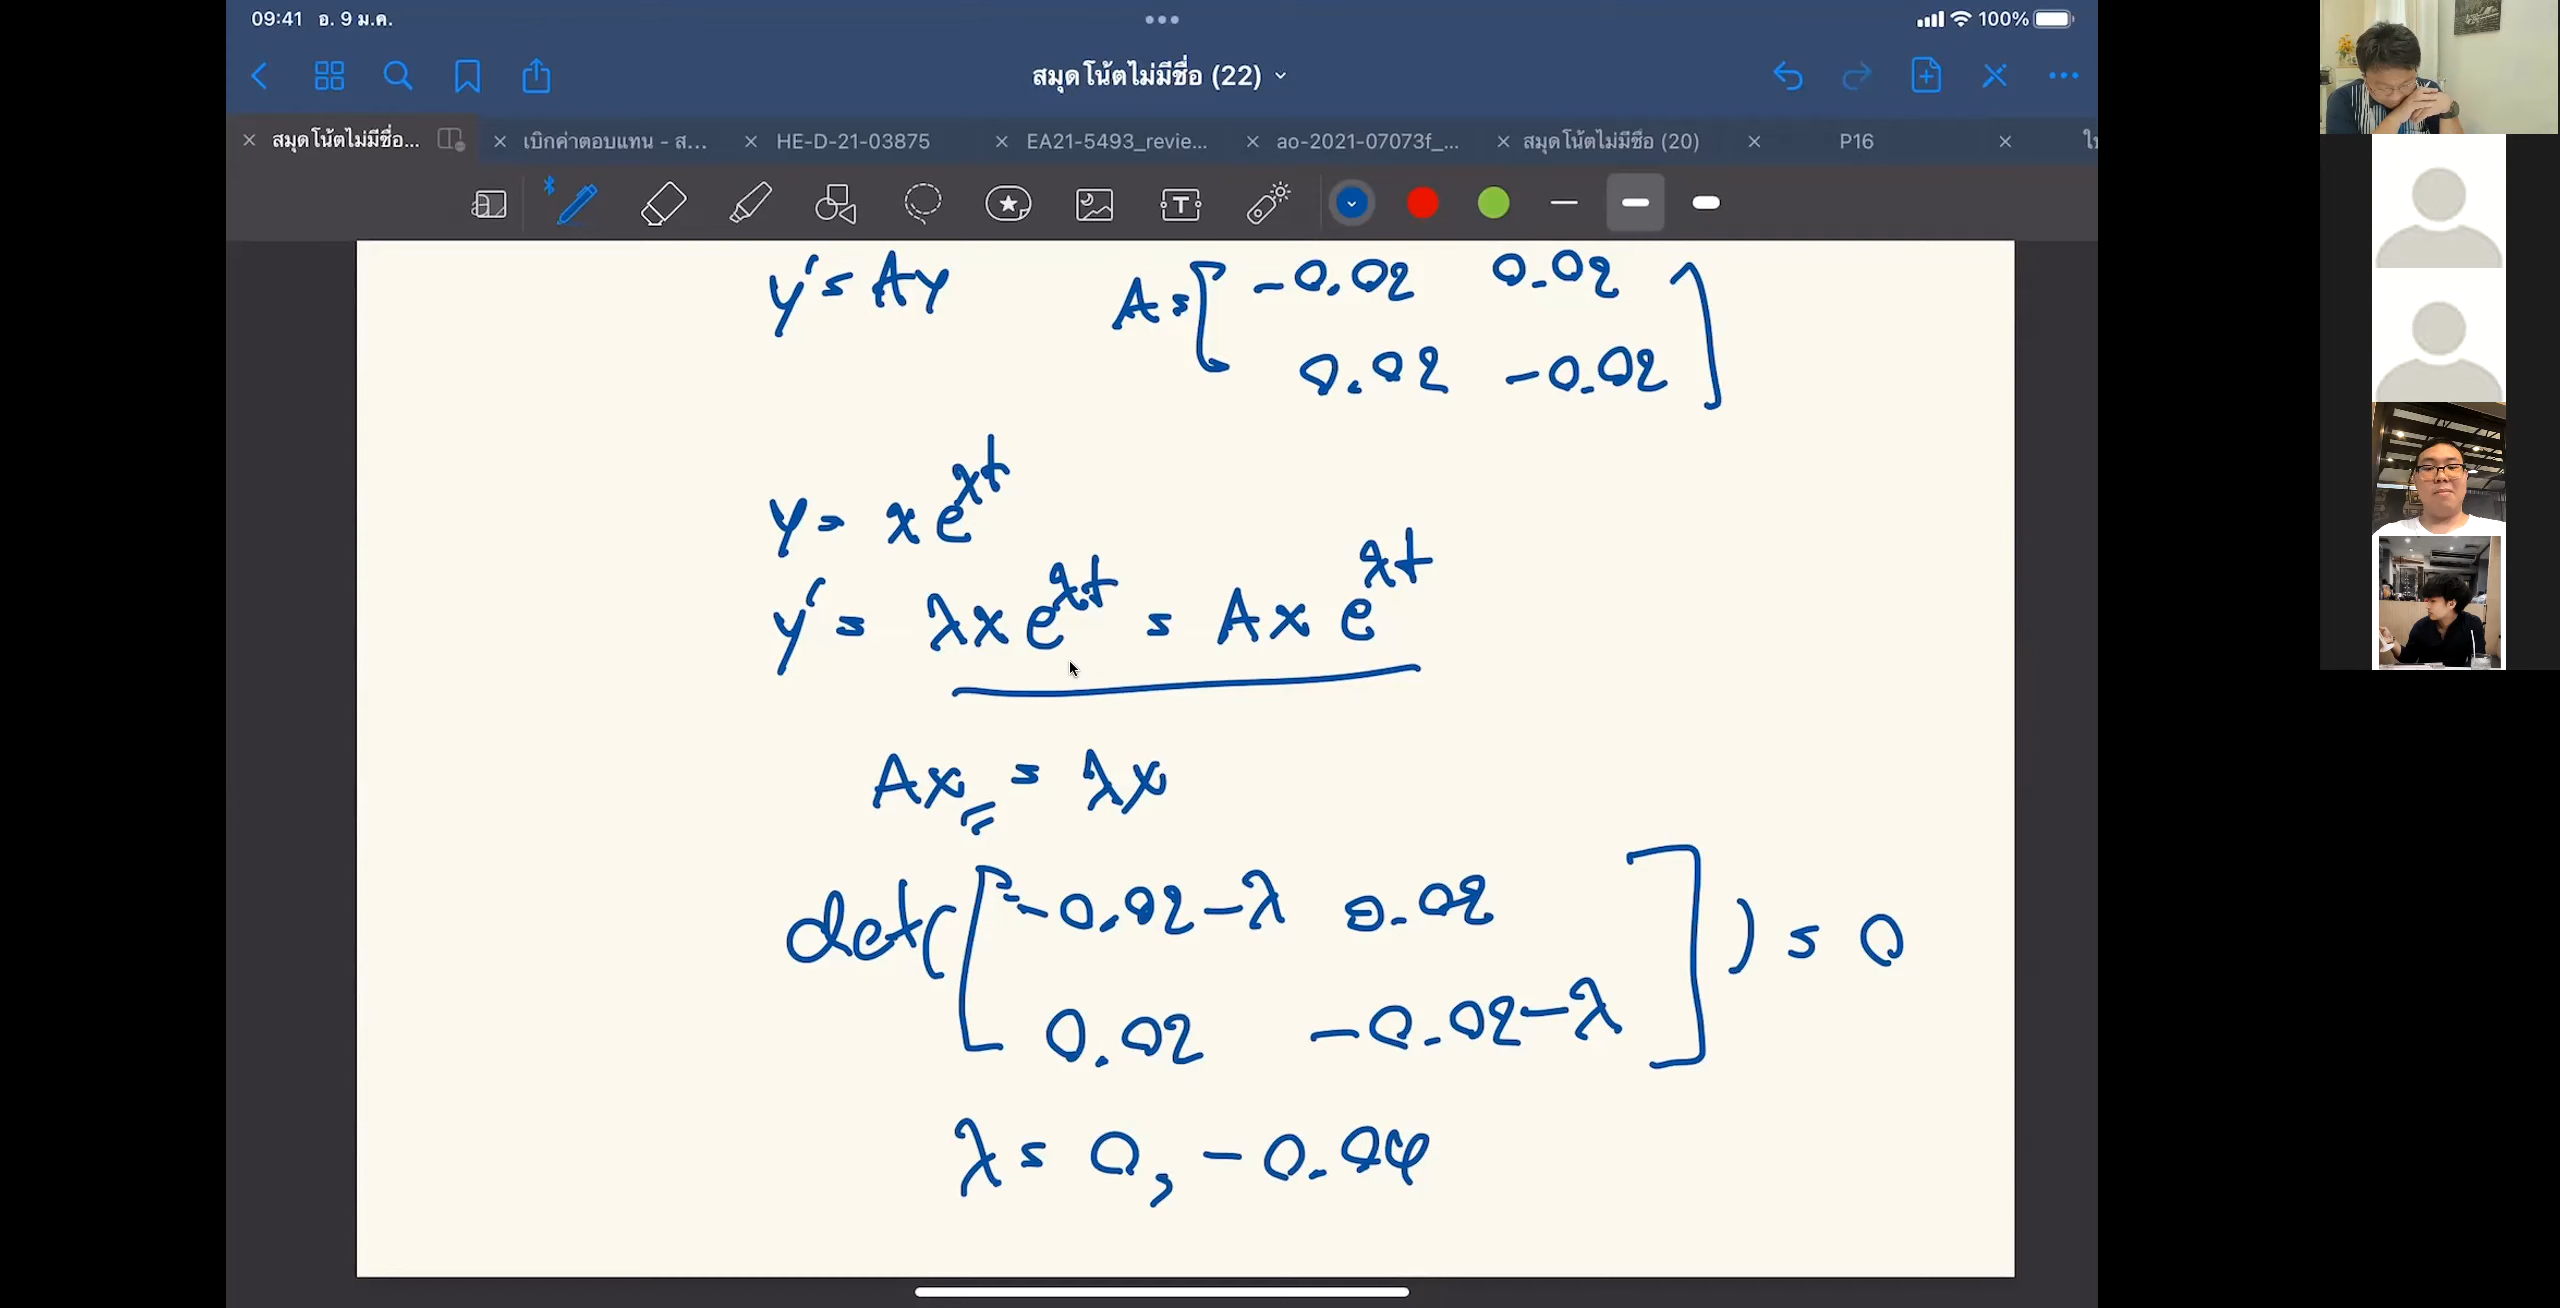 09:41 อ. 9 ม.ค. 100%
สมุดโน้ตไม่มีชื่อ (22)
สมุดโน้ตไม่มีชื่อ... เบิกค่าตอบแทน - ส... HE-D-21-03875 EA21-5493_revie... ao-2021-07073f_... สมุดโน้ตไม่มีชื่อ (20) P16
y' = Ay A = [ -0.02 0.02
0.02 -0.02 ]
y = x e^λt
y' = λx e^λt = Ax e^λt
Ax = λx
det( [ -0.02-λ 0.02
0.02 -0.02-λ ] ) = 0
λ = 0, -0.04